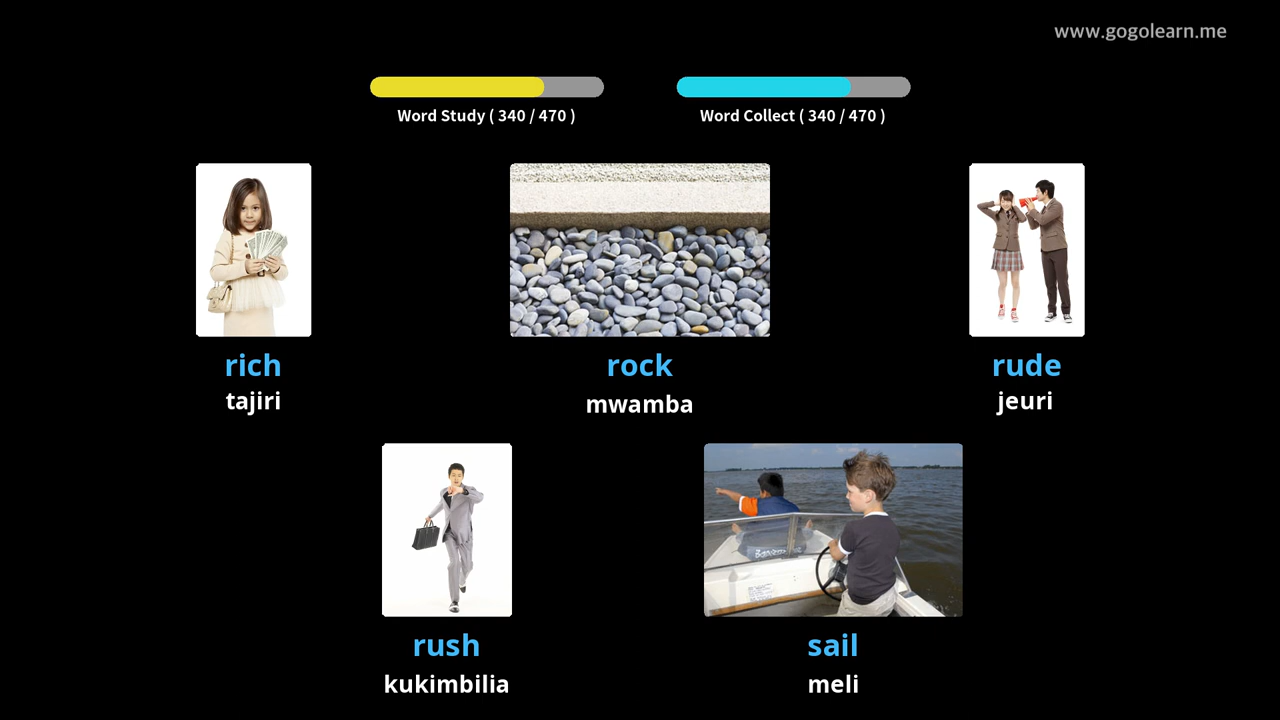 www.gogolearn.me
Word Study ( 340 / 470 )
Word Collect ( 340 / 470 )
rich
tajiri
rock
mwamba
rude
jeuri
rush
kukimbilia
sail
meli